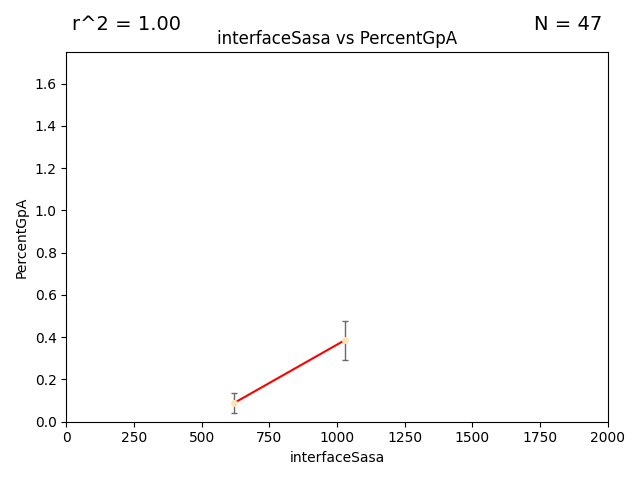 r^2 = 1.00
N = 47
interfaceSasa vs PercentGpA
1.6
1.4
1.2
1.0
0.8
0.6
0.4
0.2
0.0
PercentGpA
0 250 500 750 1000 1250 1500 1750 2000
interfaceSasa